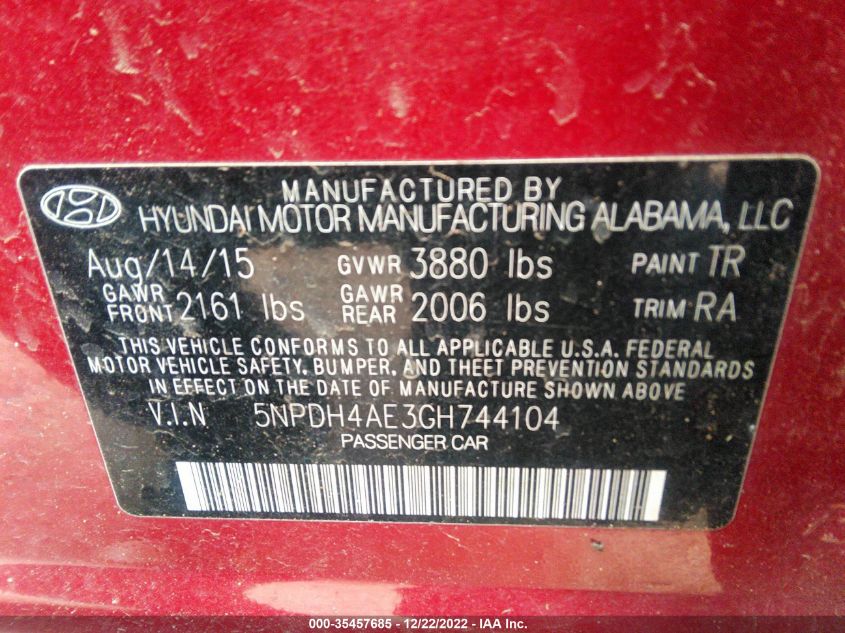 MANUFACTURED BY
HYUNDAI MOTOR MANUFACTURING ALABAMA, LLC
Aug/14/15 GVWR 3880 lbs PAINT TR
GAWR FRONT 2161 lbs GAWR REAR 2006 lbs TRIM RA
THIS VEHICLE CONFORMS TO ALL APPLICABLE U.S.A. FEDERAL
MOTOR VEHICLE SAFETY, BUMPER, AND THEFT PREVENTION STANDARDS
IN EFFECT ON THE DATE OF MANUFACTURE SHOWN ABOVE
V.I.N 5NPDH4AE3GH744104
PASSENGER CAR
000-35457685 - 12/22/2022 - IAA Inc.